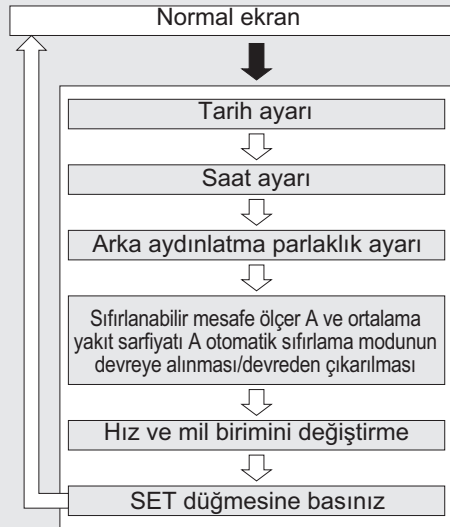 Normal ekran
Tarih ayarı
Saat ayarı
Arka aydınlatma parlaklık ayarı
Sıfırlanabilir mesafe ölçer A ve ortalama
yakıt sarfiyatı A otomatik sıfırlama modunun
devreye alınması/devreden çıkarılması
Hız ve mil birimini değiştirme
SET düğmesine basınız